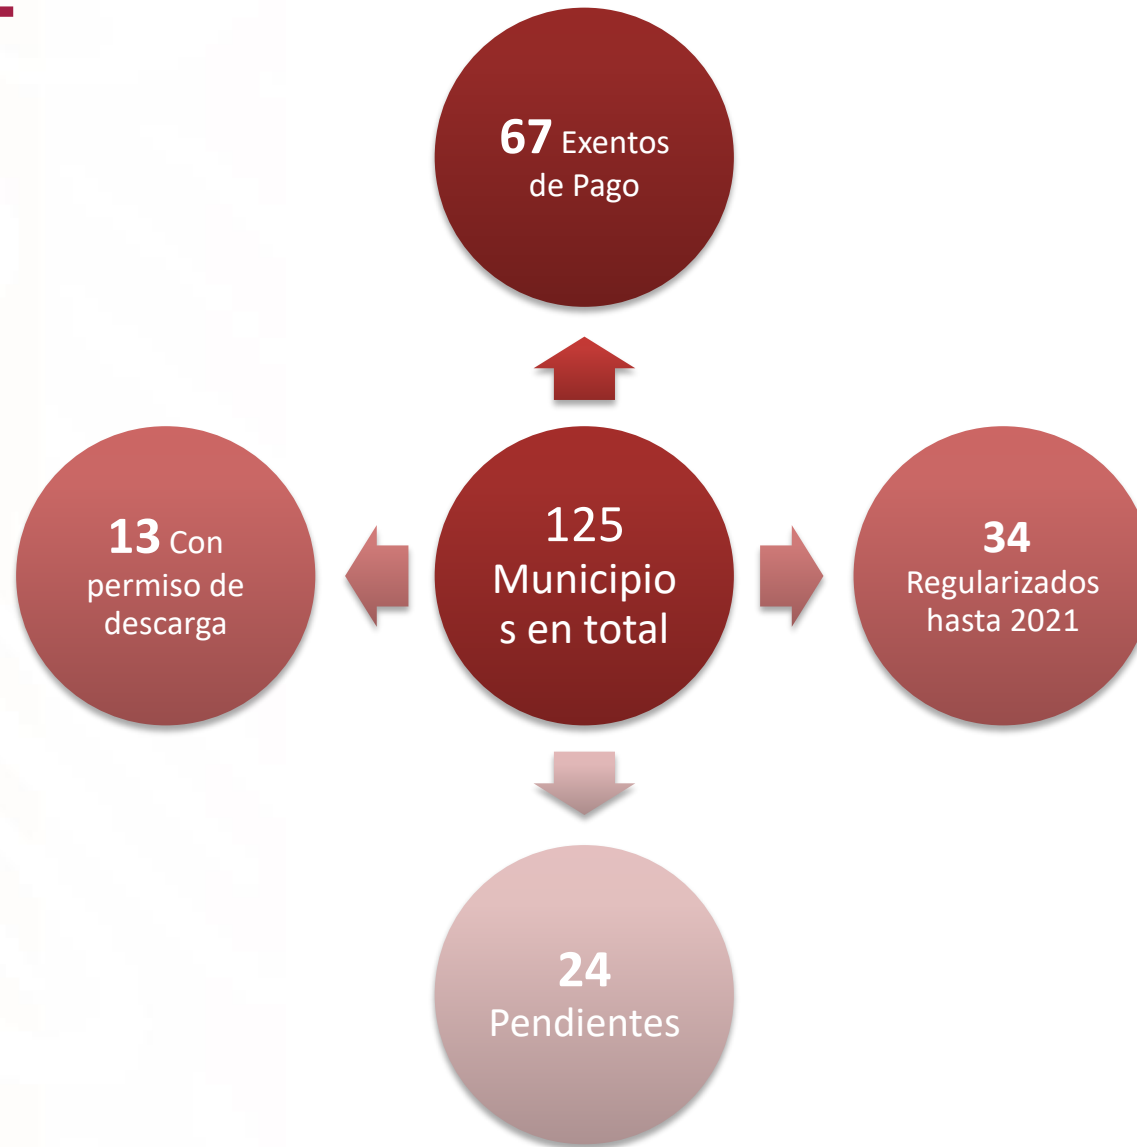 67 Exentos
de Pago
13 Con
permiso de
descarga
125
Municipio
s en total
34
Regularizados
hasta 2021
24
Pendientes